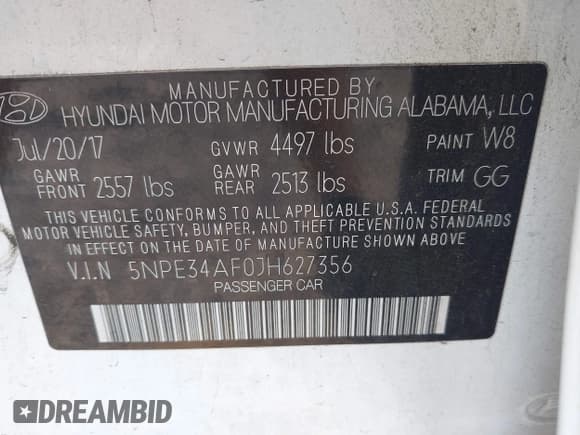 MANUFACTURED BY
HYUNDAI MOTOR MANUFACTURING ALABAMA, LLC
Jul/20/17 GVWR 4497 lbs PAINT W8
GAWR FRONT 2557 lbs GAWR REAR 2513 lbs TRIM GG
THIS VEHICLE CONFORMS TO ALL APPLICABLE U.S.A. FEDERAL
MOTOR VEHICLE SAFETY, BUMPER, AND THEFT PREVENTION STANDARDS
IN EFFECT ON THE DATE OF MANUFACTURE SHOWN ABOVE.
V.I.N 5NPE34AF0JH627356
PASSENGER CAR
DREAMBID